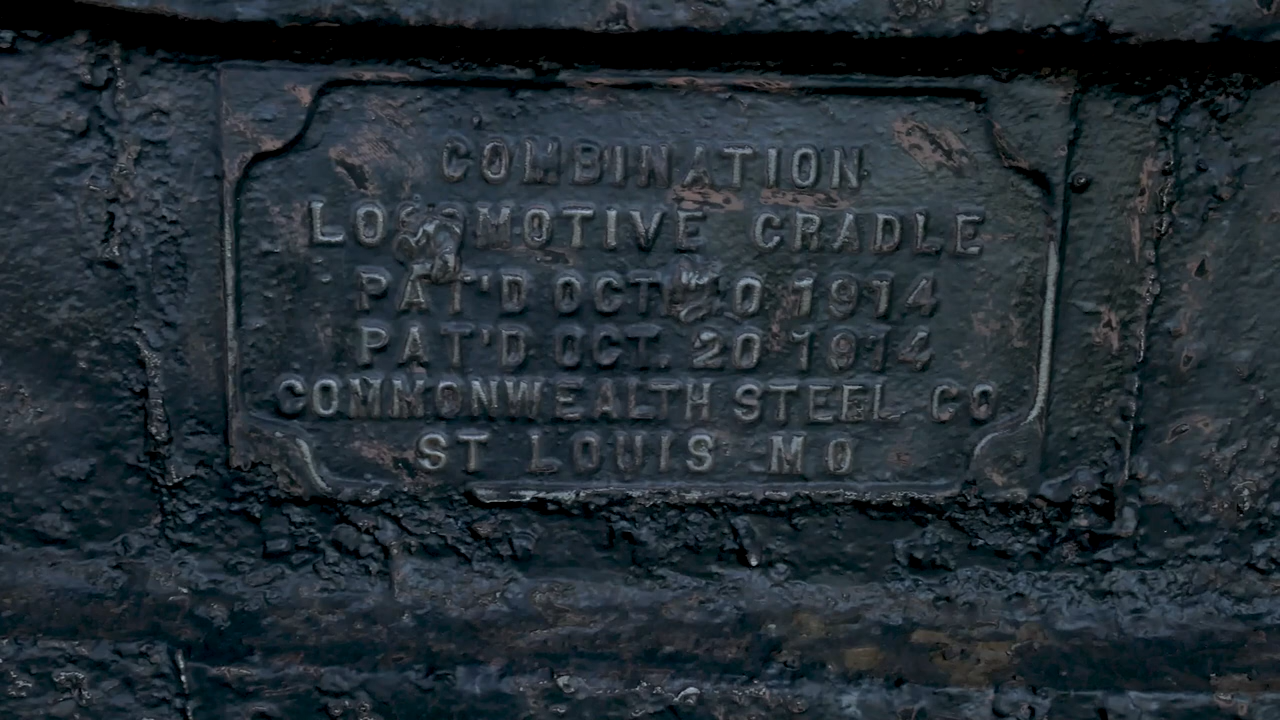 COMBINATION
LOCOMOTIVE CRADLE
PAT'D OCT. 1914
PAT'D OCT. 20 1914
COMMONWEALTH STEEL CO
ST LOUIS MO